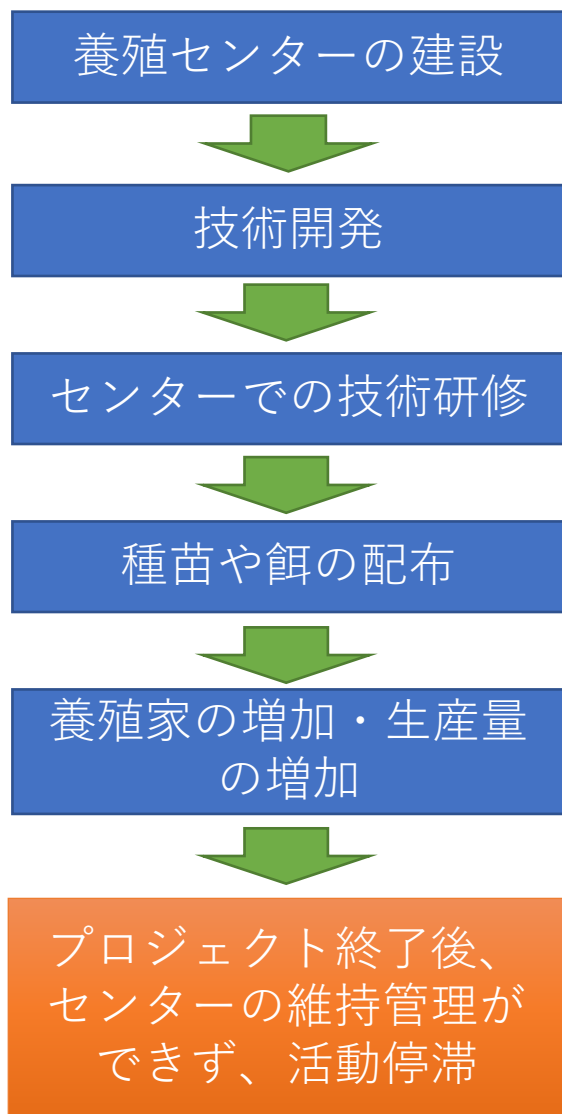 養殖センターの建設
技術開発
センターでの技術研修
種苗や餌の配布
養殖家の増加・生産量
の増加
プロジェクト終了後、
センターの維持管理が
できず、活動停滞